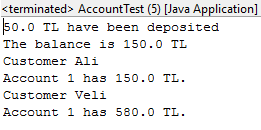 <terminated> AccountTest (5) [Java Application]
50.0 TL have been deposited
The balance is 150.0 TL
Customer Ali
Account 1 has 150.0 TL.
Customer Veli
Account 1 has 580.0 TL.